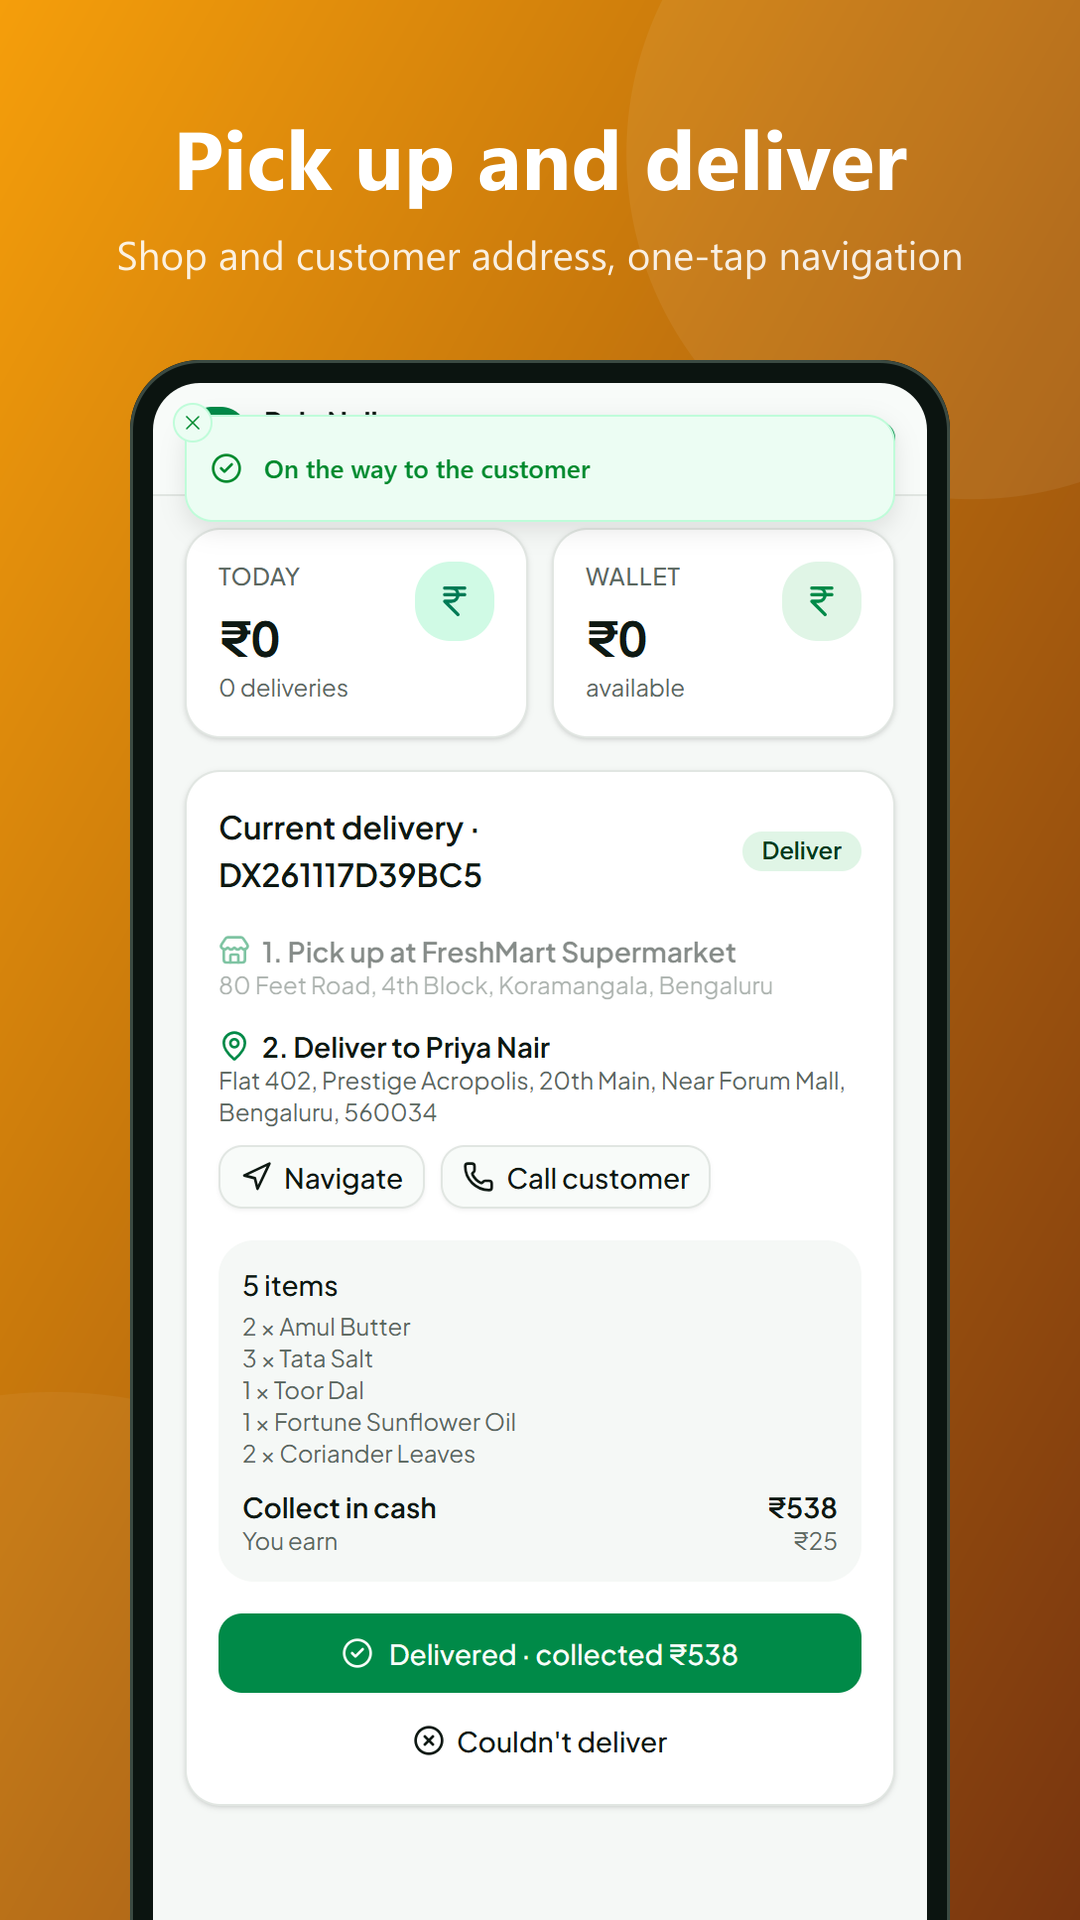 Pick up and deliver
Shop and customer address, one-tap navigation
On the way to the customer
TODAY
₹
₹0
0 deliveries
WALLET
₹
₹0
available
Current delivery ·
DX261117D39BC5
Deliver
1. Pick up at FreshMart Supermarket
80 Feet Road, 4th Block, Koramangala, Bengaluru
2. Deliver to Priya Nair
Flat 402, Prestige Acropolis, 20th Main, Near Forum Mall,
Bengaluru, 560034
Navigate
Call customer
5 items
2 × Amul Butter
3 × Tata Salt
1 × Toor Dal
1 × Fortune Sunflower Oil
2 × Coriander Leaves
Collect in cash ₹538
You earn ₹25
Delivered · collected ₹538
Couldn't deliver